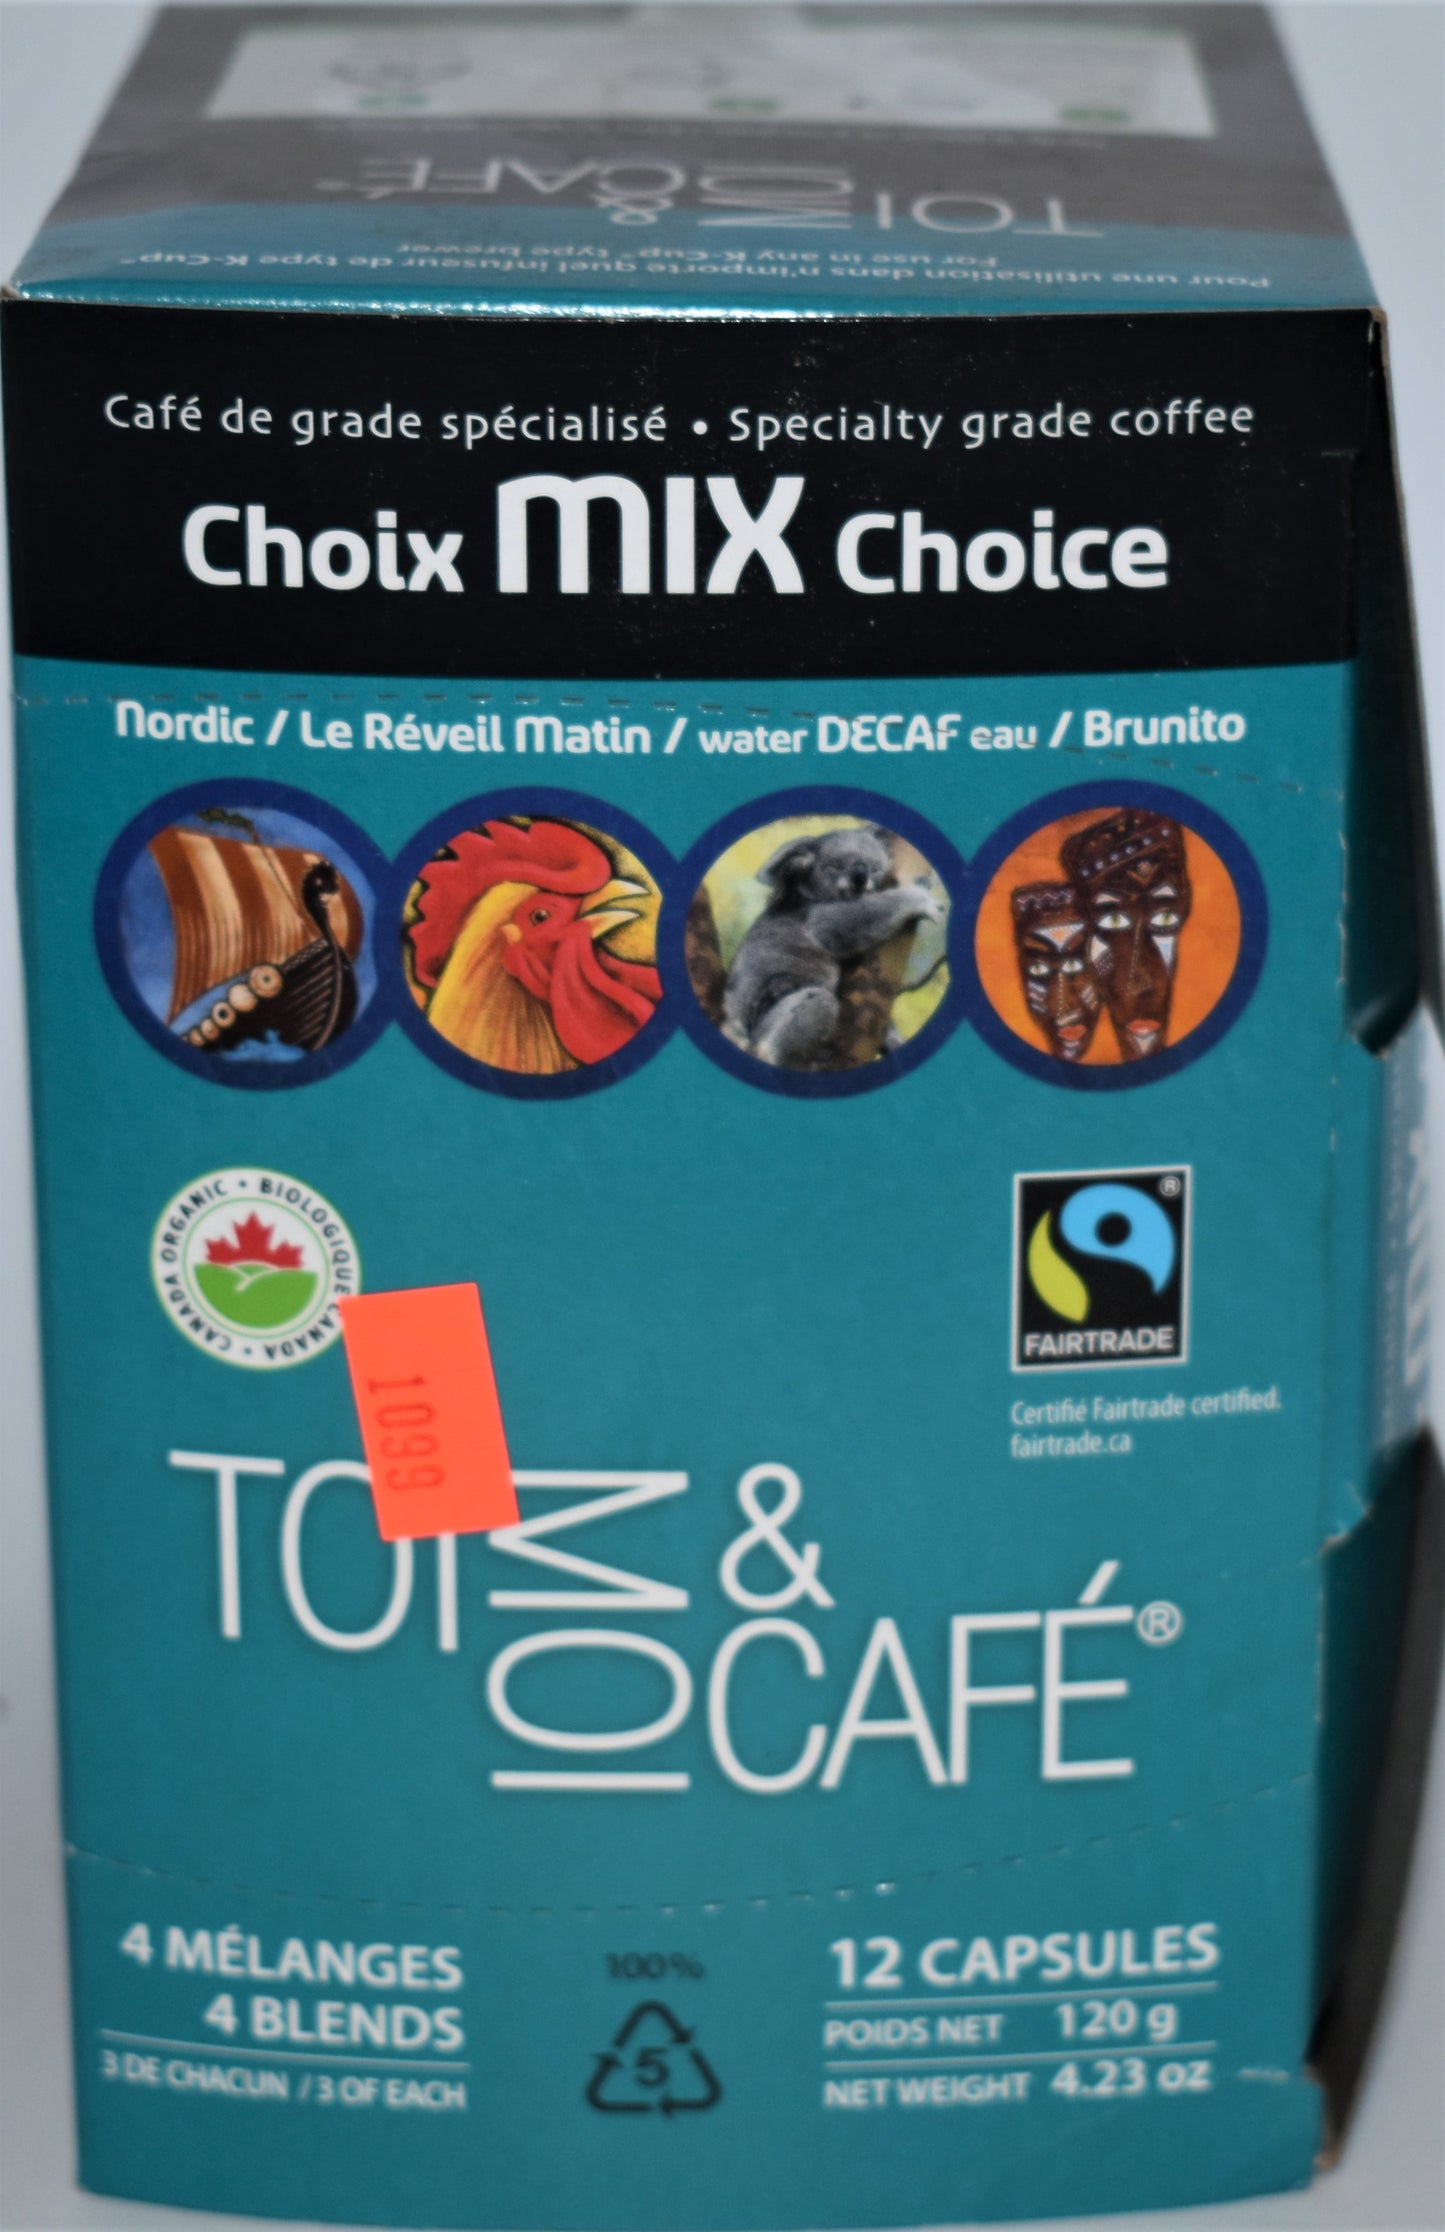 Pour une utilisation dans n'importe quel infuseur de type K-Cup
For use in any K-Cup type brewer
TOI MOI & CAFÉ
Café de grade spécialisé • Specialty grade coffee
Choix MIX Choice
Nordic / Le Réveil Matin / water DECAF eau / Brunito
CANADA ORGANIC • BIOLOGIQUE CANADA •
FAIRTRADE ®
Certifié Fairtrade certified.
fairtrade.ca
1099
TOI MOI & CAFÉ®
4 MÉLANGES
4 BLENDS
3 DE CHACUN / 3 OF EACH
100%
5
12 CAPSULES
POIDS NET 120 g
NET WEIGHT 4.23 oz